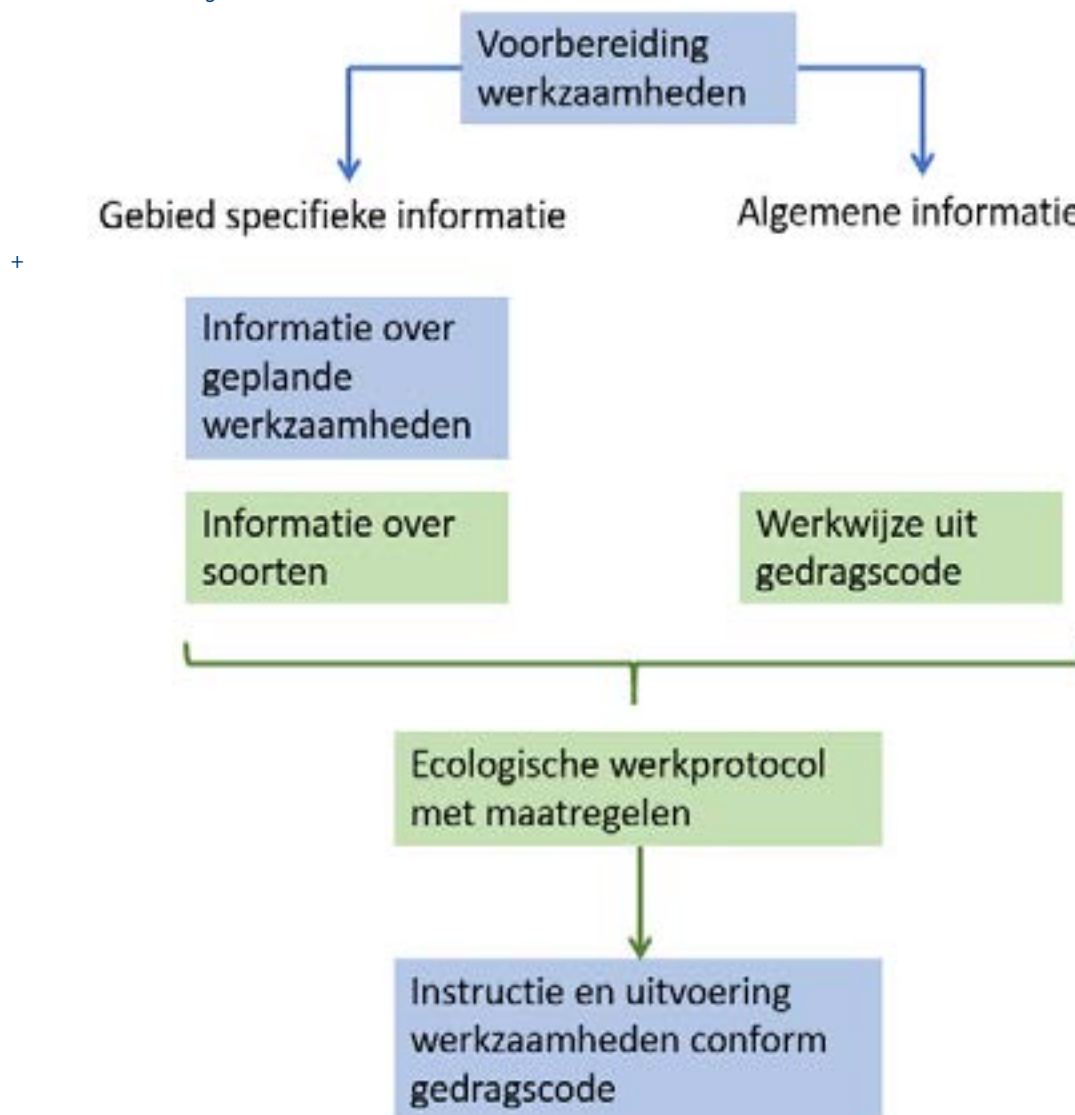 Voorbereiding
werkzaamheden
Gebied specifieke informatie
Algemene informatie
+
Informatie over
geplande
werkzaamheden
Informatie over
soorten
Werkwijze uit
gedragscode
Ecologische werkprotocol
met maatregelen
Instructie en uitvoering
werkzaamheden conform
gedragscode